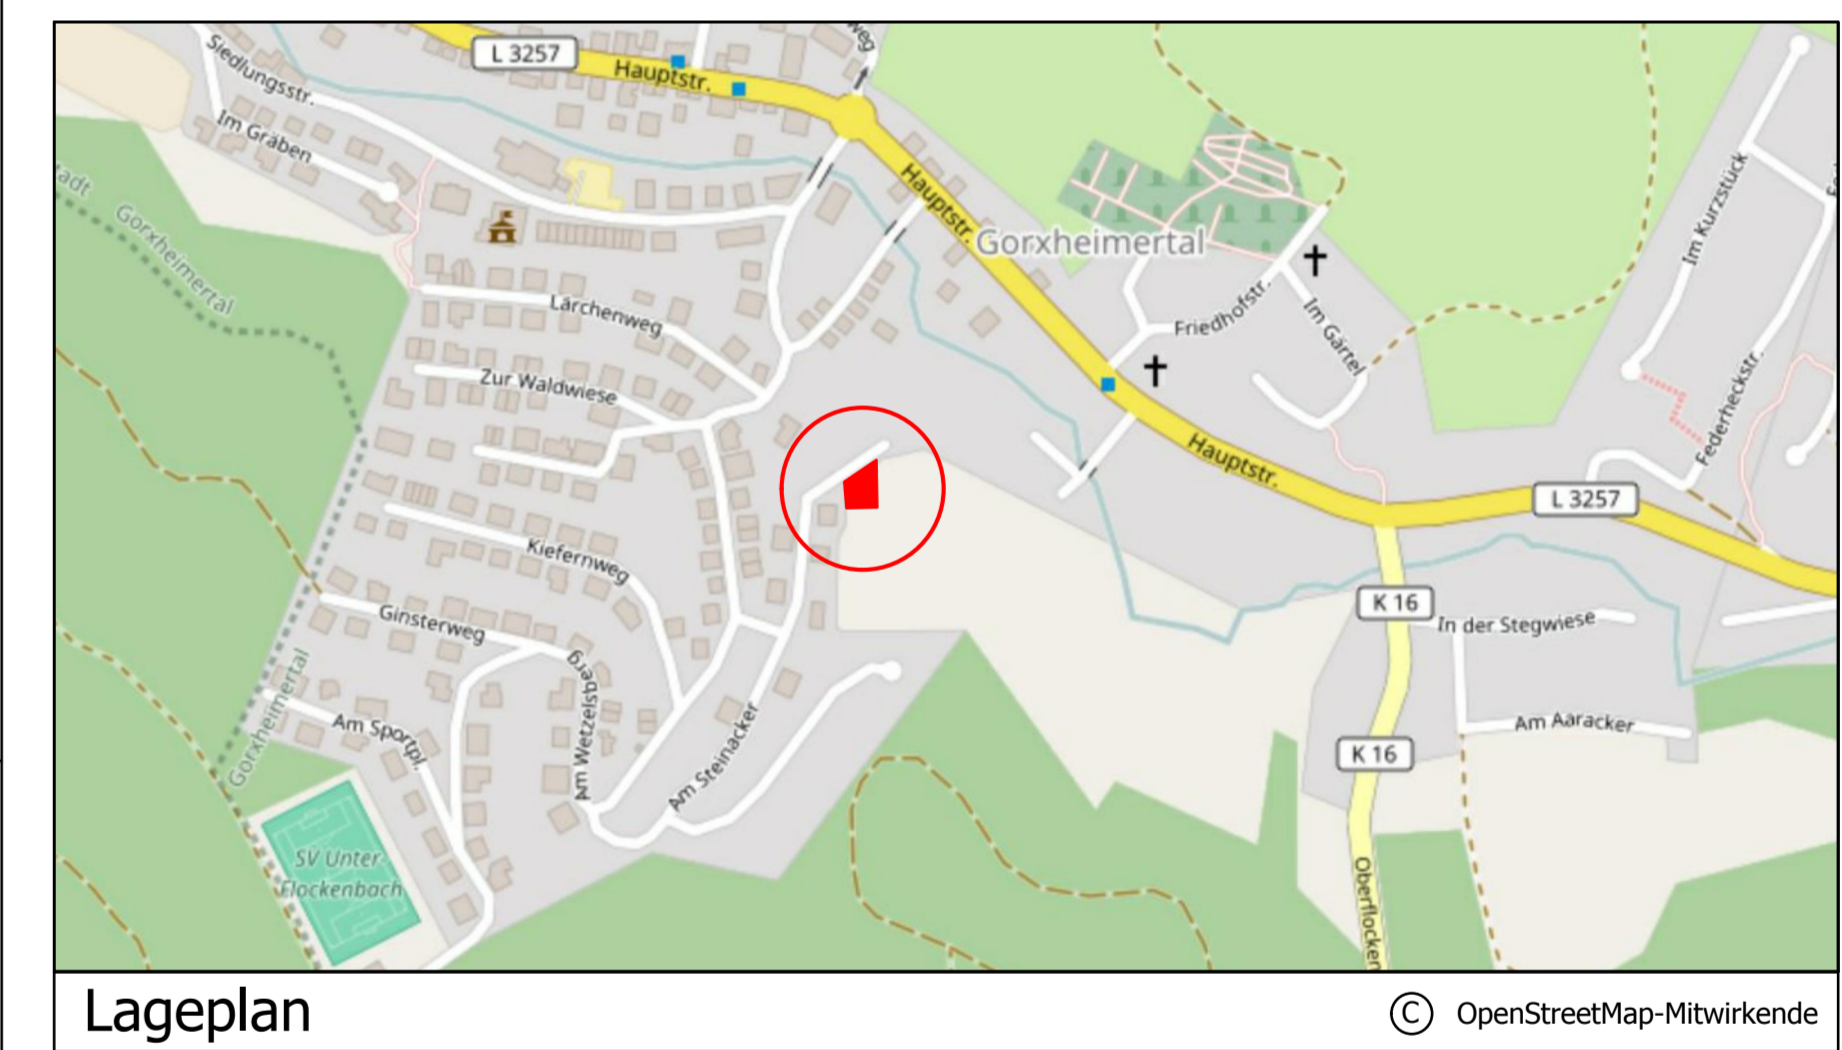 weg
L 3257
Hauptstr.
Siedlungsstr.
Im Gräben
Hauptstr.
Gorxheimertal
Gorxheimertal
Im Kurzstück
Friedhofstr.
Im Gärtel
Lärchenweg
Zur Waldwiese
Federheckstr.
Hauptstr.
L 3257
Kiefernweg
Ginsterweg
K 16
In der Stegwiese
Gorxheimertal
Am Wetzelsberg
Am Sportpl.
Am Steinacker
Am Aaracker
K 16
SV Unter-
Flockenbach
Oberflocken
Lageplan
© OpenStreetMap-Mitwirkende